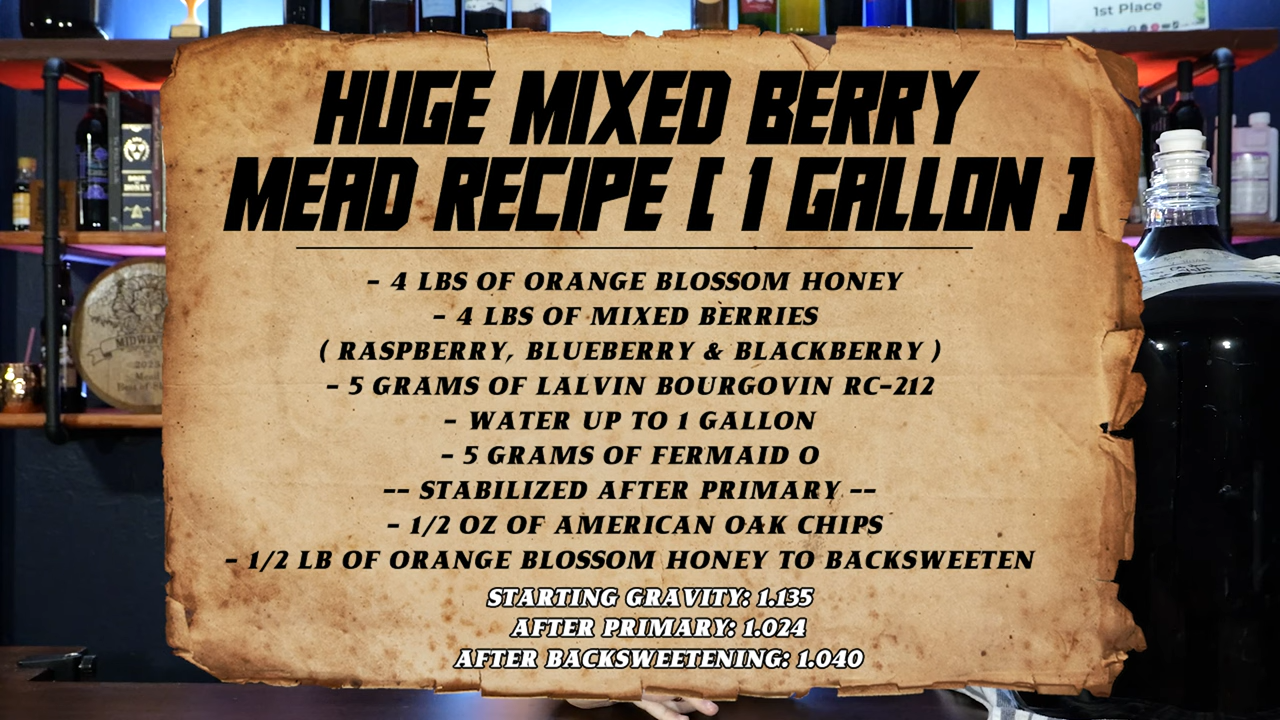 1st Place
HUGE MIXED BERRY
MEAD RECIPE [ 1 GALLON ]
- 4 LBS OF ORANGE BLOSSOM HONEY
- 4 LBS OF MIXED BERRIES
( RASPBERRY, BLUEBERRY & BLACKBERRY )
- 5 GRAMS OF LALVIN BOURGOVIN RC-212
- WATER UP TO 1 GALLON
- 5 GRAMS OF FERMAID O
-- STABILIZED AFTER PRIMARY --
- 1/2 OZ OF AMERICAN OAK CHIPS
- 1/2 LB OF ORANGE BLOSSOM HONEY TO BACKSWEETEN
STARTING GRAVITY: 1.135
AFTER PRIMARY: 1.024
AFTER BACKSWEETENING: 1.040